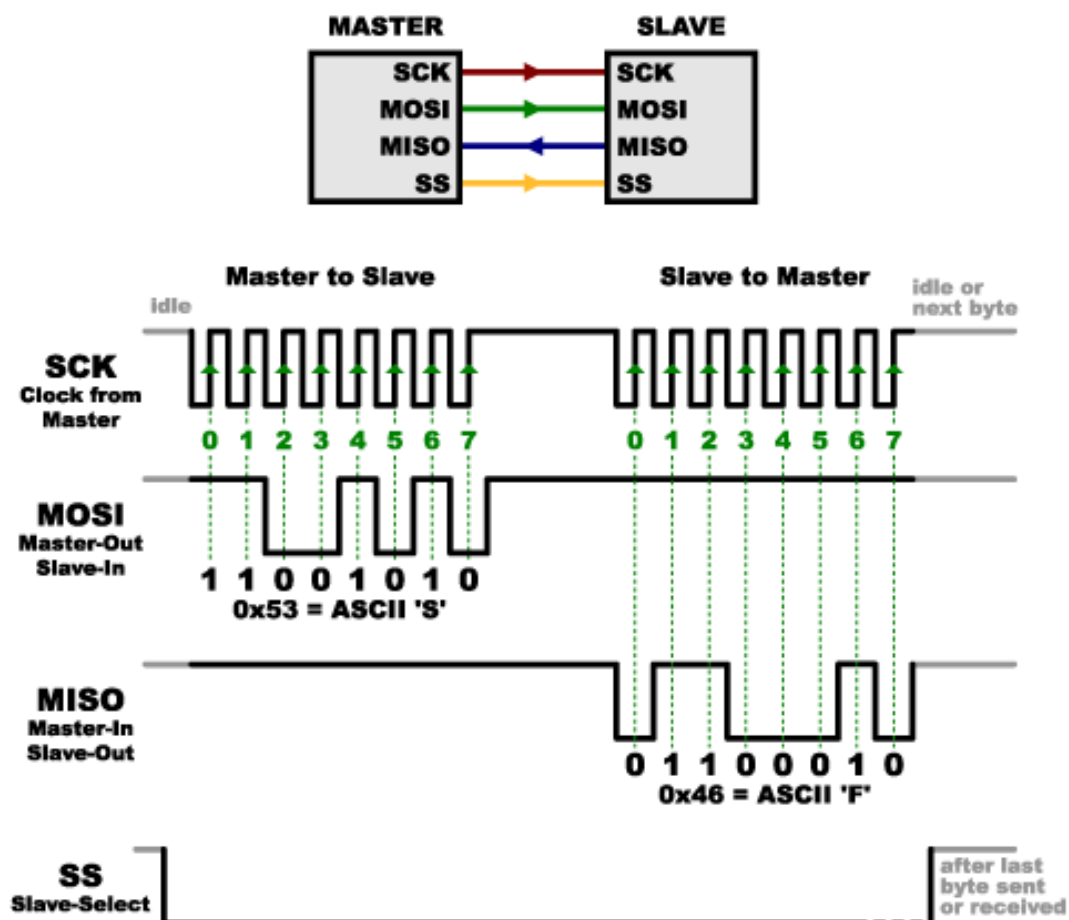 MASTER SLAVE
SCK SCK
MOSI MOSI
MISO MISO
SS SS
Master to Slave Slave to Master
idle
idle or
next byte
SCK
Clock from
Master
0 1 2 3 4 5 6 7 0 1 2 3 4 5 6 7
MOSI
Master-Out
Slave-In
1 1 0 0 1 0 1 0
0x53 = ASCII 'S'
MISO
Master-In
Slave-Out
0 1 1 0 0 0 1 0
0x46 = ASCII 'F'
SS
Slave-Select
after last
byte sent
or received